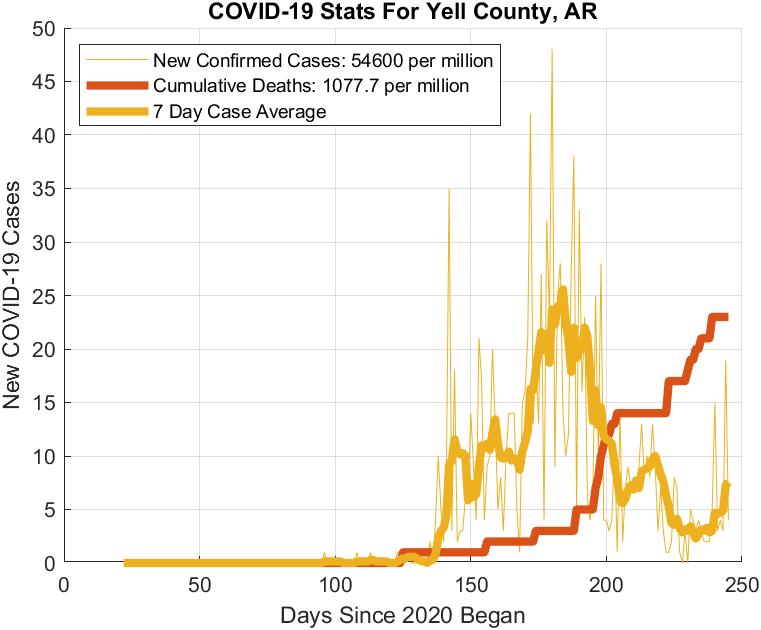 COVID-19 Stats For Yell County, AR
New Confirmed Cases: 54600 per million
Cumulative Deaths: 1077.7 per million
7 Day Case Average
New COVID-19 Cases
50
45
40
35
30
25
20
15
10
5
0
0 50 100 150 200 250
Days Since 2020 Began